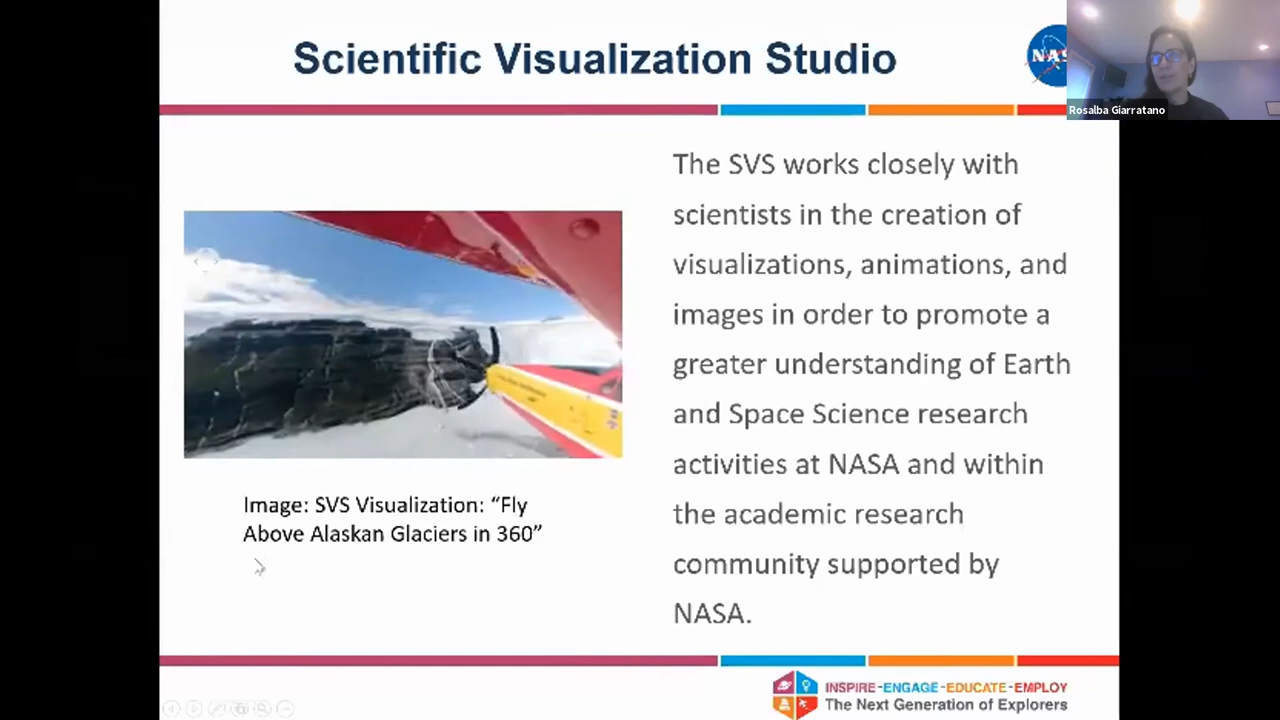 Scientific Visualization Studio
NAS
Rosalba Giarratano
The SVS works closely with
scientists in the creation of
visualizations, animations, and
images in order to promote a
greater understanding of Earth
and Space Science research
activities at NASA and within
the academic research
community supported by
NASA.
Image: SVS Visualization: “Fly
Above Alaskan Glaciers in 360”
INSPIRE-ENGAGE-EDUCATE-EMPLOY
The Next Generation of Explorers